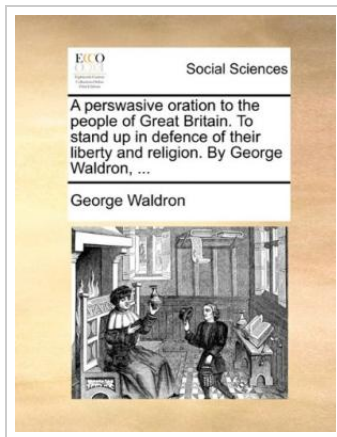 ECCO
Social Sciences
A perswasive oration to the
people of Great Britain. To
stand up in defence of their
liberty and religion. By George
Waldron, ...
George Waldron